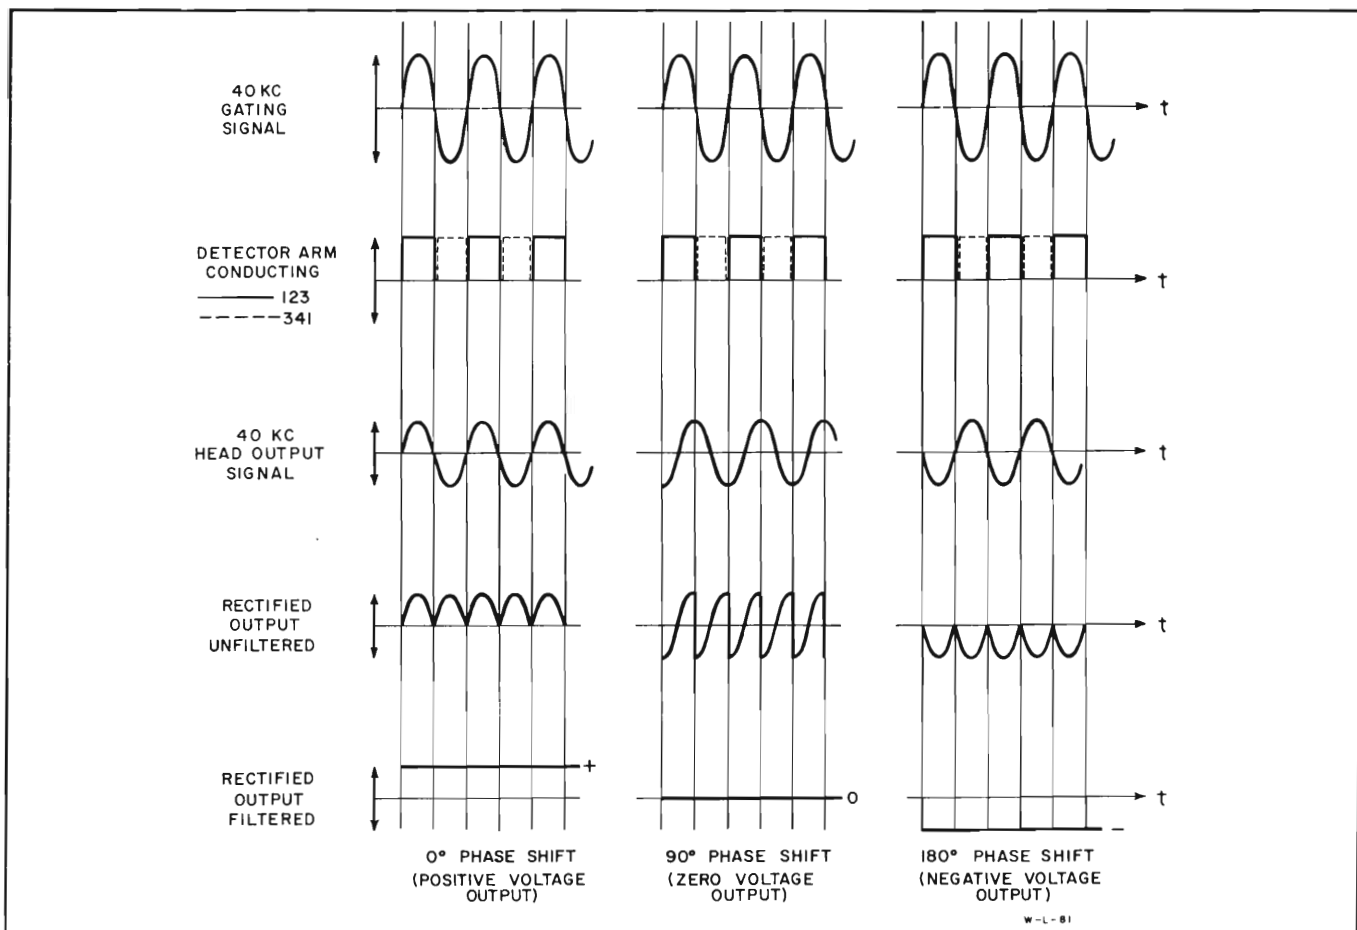 40 KC
GATING
SIGNAL
t
DETECTOR ARM
CONDUCTING
123
341
t
40 KC
HEAD OUTPUT
SIGNAL
t
RECTIFIED
OUTPUT
UNFILTERED
t
RECTIFIED
OUTPUT
FILTERED
+
0
-
t
0° PHASE SHIFT
(POSITIVE VOLTAGE
OUTPUT)
90° PHASE SHIFT
(ZERO VOLTAGE
OUTPUT)
180° PHASE SHIFT
(NEGATIVE VOLTAGE
OUTPUT)
W-L-81